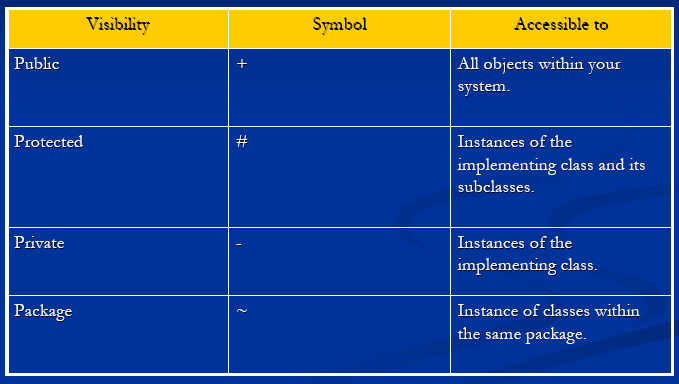 Visibility Symbol Accessible to
Public + All objects within your
system.
Protected # Instances of the
implementing class and its
subclasses.
Private - Instances of the
implementing class.
Package ~ Instance of classes within
the same package.